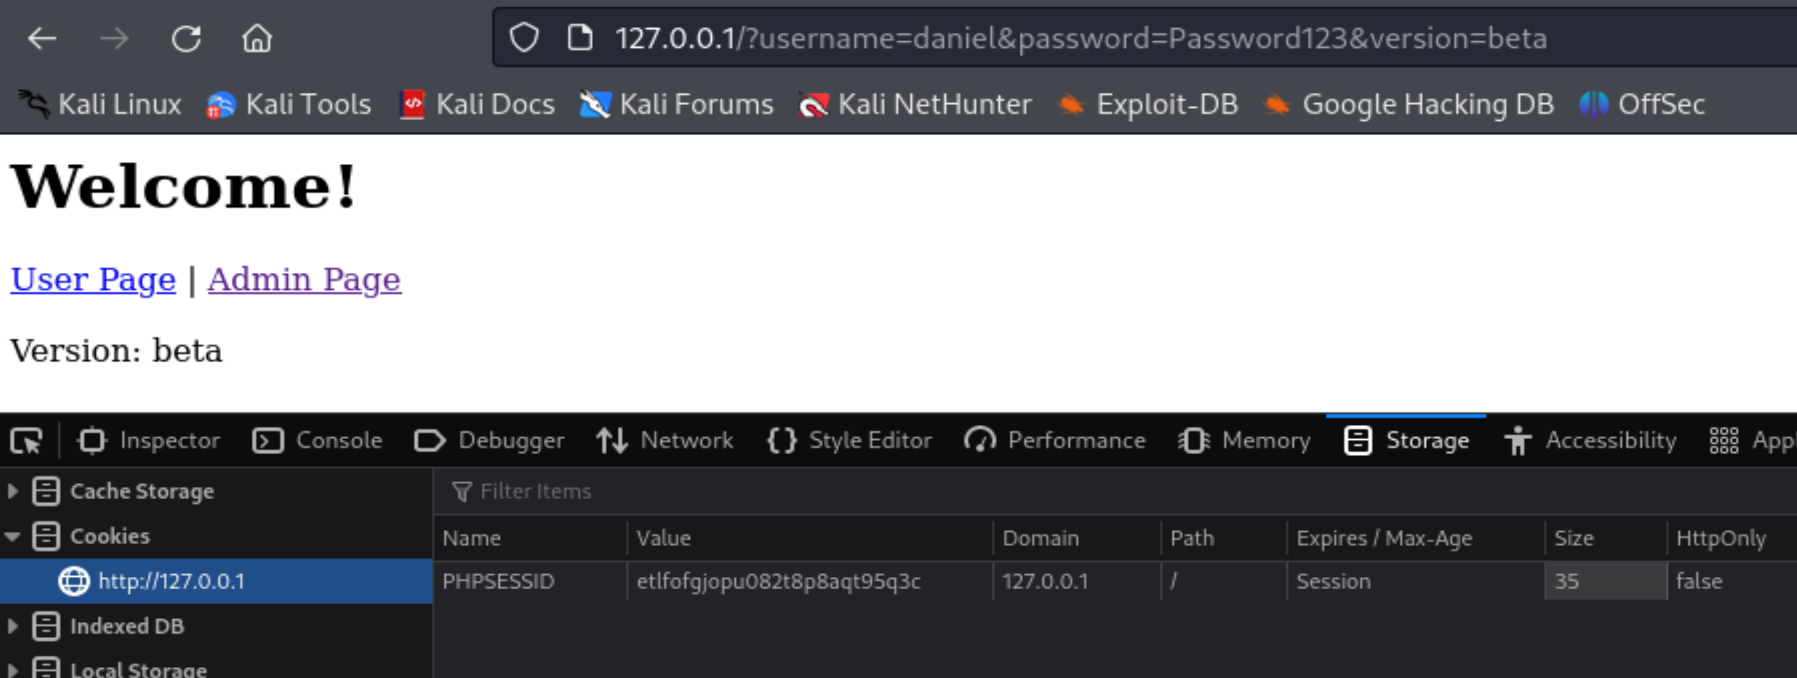 127.0.0.1/?username=daniel&password=Password123&version=beta
Kali Linux Kali Tools Kali Docs Kali Forums Kali NetHunter Exploit-DB Google Hacking DB OffSec
Welcome!
User Page | Admin Page
Version: beta
Inspector Console Debugger Network Style Editor Performance Memory Storage Accessibility Appl
Cache Storage Filter Items
Cookies Name Value Domain Path Expires / Max-Age Size HttpOnly
http://127.0.0.1 PHPSESSID etlfofgjopu082t8p8aqt95q3c 127.0.0.1 / Session 35 false
Indexed DB
Local Storage